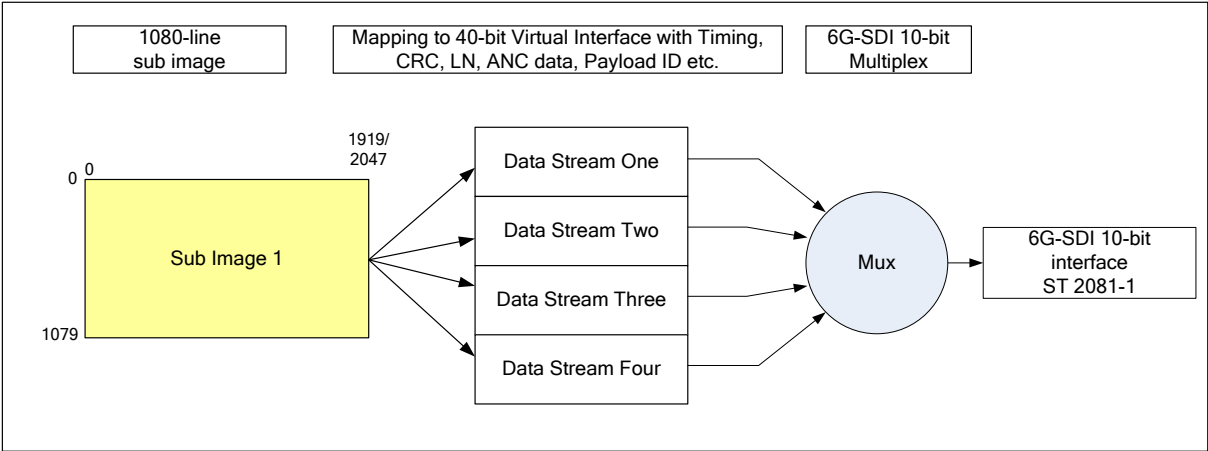 1080-line
sub image
Mapping to 40-bit Virtual Interface with Timing,
CRC, LN, ANC data, Payload ID etc.
6G-SDI 10-bit
Multiplex
1919/
2047
0
0
Sub Image 1
1079
Data Stream One
Data Stream Two
Data Stream Three
Data Stream Four
Mux
6G-SDI 10-bit
interface
ST 2081-1